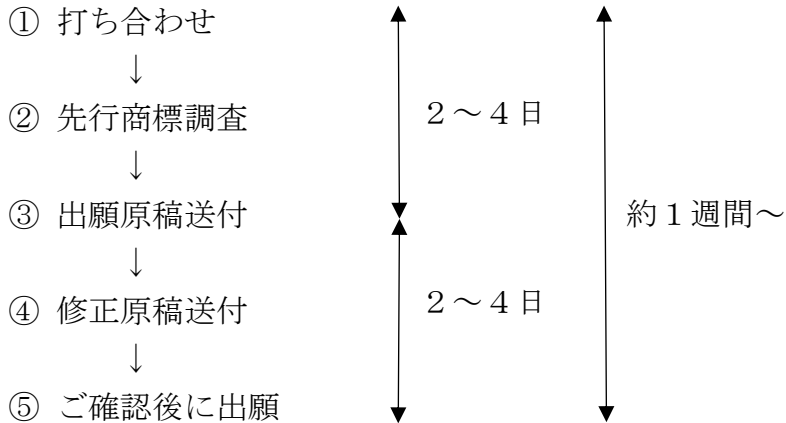 ① 打ち合わせ
↓
② 先行商標調査
２～４日
↓
③ 出願原稿送付
約１週間～
↓
④ 修正原稿送付
２～４日
↓
⑤ ご確認後に出願